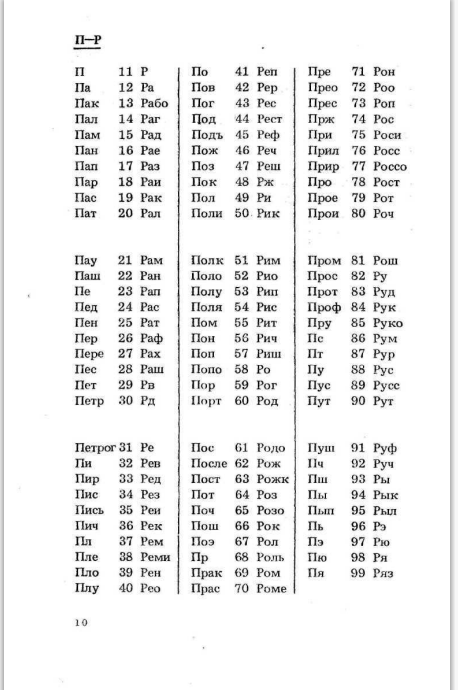 П—Р
П 11 Р По 41 Реп Пре 71 Рон
Па 12 Ра Пов 42 Рер Прео 72 Роо
Пак 13 Рабо Пог 43 Рес Прес 73 Роп
Пал 14 Раг Под 44 Рест Прж 74 Рос
Пам 15 Рад Подъ 45 Реф При 75 Роси
Пан 16 Рае Пож 46 Реч Прил 76 Росс
Пап 17 Раз Поз 47 Реш Прир 77 Россо
Пар 18 Раи Пок 48 Рж Про 78 Рост
Пас 19 Рак Пол 49 Ри Прое 79 Рот
Пат 20 Рал Поли 50 Рик Прои 80 Роч
Пау 21 Рам Полк 51 Рим Пром 81 Рош
Паш 22 Ран Поло 52 Рио Прос 82 Ру
Пе 23 Рап Полу 53 Рип Прот 83 Руд
Пед 24 Рас Поля 54 Рис Проф 84 Рук
Пен 25 Рат Пом 55 Рит Пру 85 Руко
Пер 26 Раф Пон 56 Рич Пс 86 Рум
Пере 27 Рах Поп 57 Риш Пт 87 Рур
Пес 28 Раш Попо 58 Ро Пу 88 Рус
Пет 29 Рв Пор 59 Рог Пус 89 Русс
Петр 30 Рд Порт 60 Род Пут 90 Рут
Петрог 31 Ре Пос 61 Родо Пуш 91 Руф
Пи 32 Рев После 62 Рож Пч 92 Руч
Пир 33 Ред Пост 63 Рожк Пш 93 Ры
Пис 34 Рез Пот 64 Роз Пы 94 Рык
Пись 35 Реи Поч 65 Розо Пып 95 Рыл
Пич 36 Рек Пош 66 Рок Пь 96 Рэ
Пл 37 Рем Поэ 67 Рол Пэ 97 Рю
Пле 38 Реми Пр 68 Роль Пю 98 Ря
Пло 39 Рен Прак 69 Ром Пя 99 Ряз
Плу 40 Рео Прас 70 Роме
10